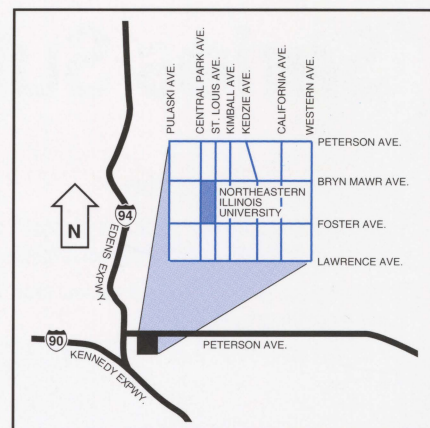 PULASKI AVE.
CENTRAL PARK AVE.
ST. LOUIS AVE.
KIMBALL AVE.
KEDZIE AVE.
CALIFORNIA AVE.
WESTERN AVE.
PETERSON AVE.
BRYN MAWR AVE.
NORTHEASTERN
ILLINOIS
UNIVERSITY
FOSTER AVE.
LAWRENCE AVE.
N
94
EDENS EXPWY.
90
KENNEDY EXPWY.
PETERSON AVE.